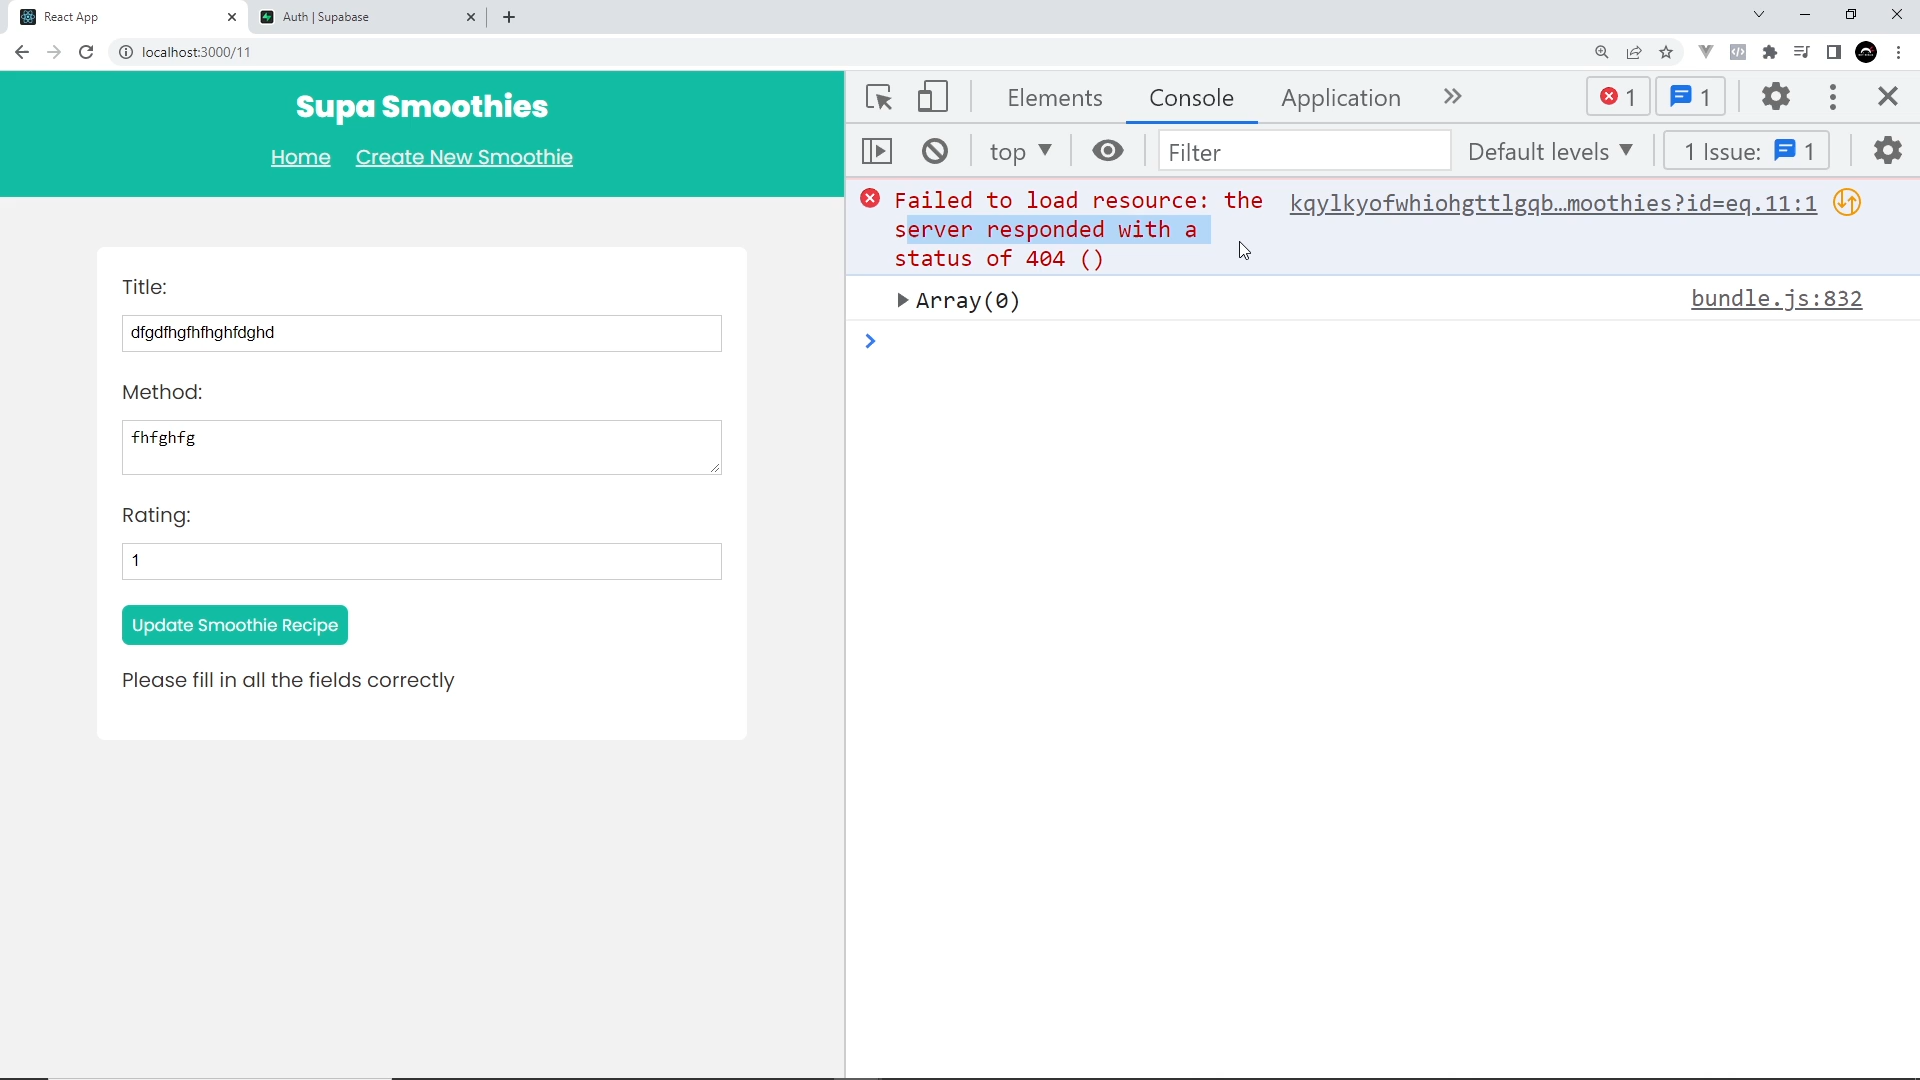 React App
Auth | Supabase
localhost:3000/11
Supa Smoothies
Home Create New Smoothie
Title:
dfgdfhgfhfhghfdghd
Method:
fhfghfg
Rating:
1
Update Smoothie Recipe
Please fill in all the fields correctly
Elements Console Application 1 1
top Filter Default levels 1 Issue: 1
Failed to load resource: the kqylkyofwhiohgttlgqb…moothies?id=eq.11:1
server responded with a
status of 404 ()
Array(0) bundle.js:832